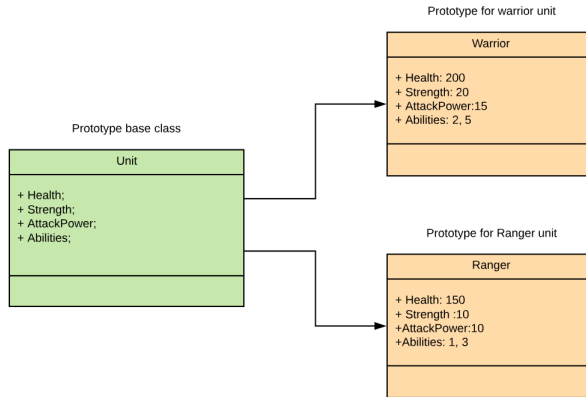 Prototype for warrior unit
Warrior
+ Health: 200
+ Strength: 20
+ AttackPower:15
+ Abilities: 2, 5
Prototype base class
Unit
+ Health;
+ Strength;
+ AttackPower;
+ Abilities;
Prototype for Ranger unit
Ranger
+ Health: 150
+ Strength :10
+AttackPower:10
+Abilities: 1, 3